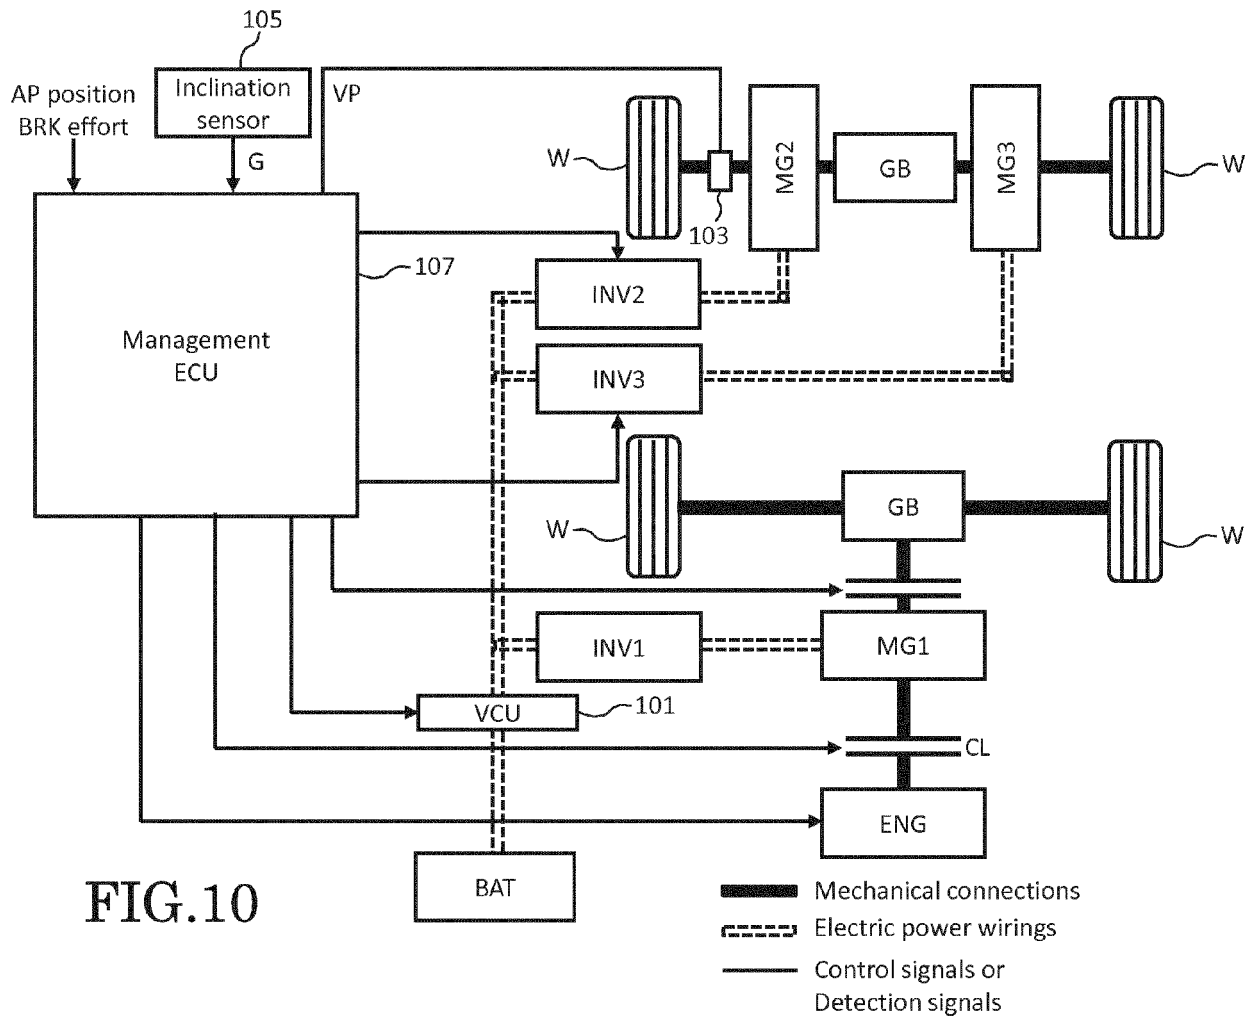 105
Inclination
sensor
AP position
BRK effort
G
VP
W
103
MG2
GB
MG3
W
107
Management
ECU
INV2
INV3
W
GB
W
INV1
MG1
VCU
101
CL
ENG
BAT
FIG.10
Mechanical connections
Electric power wirings
Control signals or
Detection signals